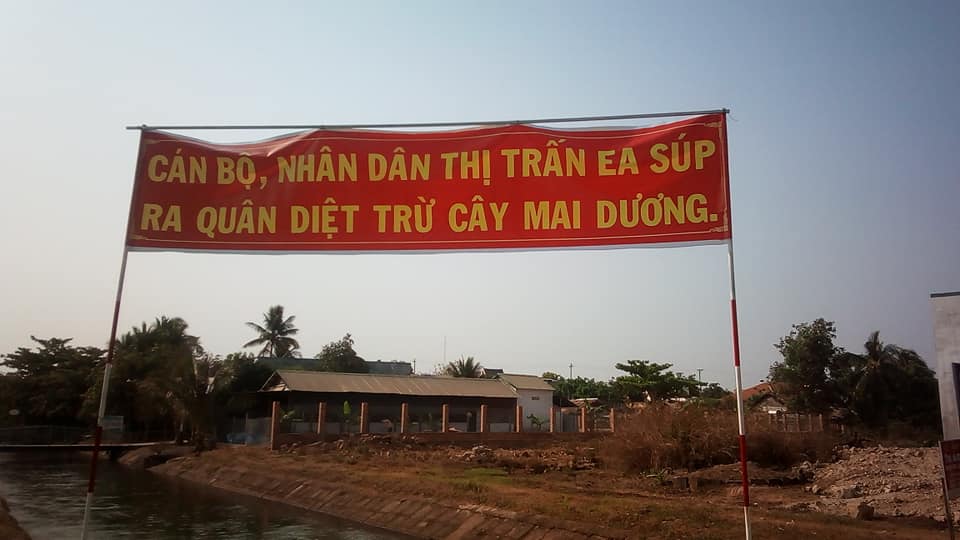 CÁN BỘ, NHÂN DÂN THỊ TRẤN EA SÚP
RA QUÂN DIỆT TRỪ CÂY MAI DƯƠNG.